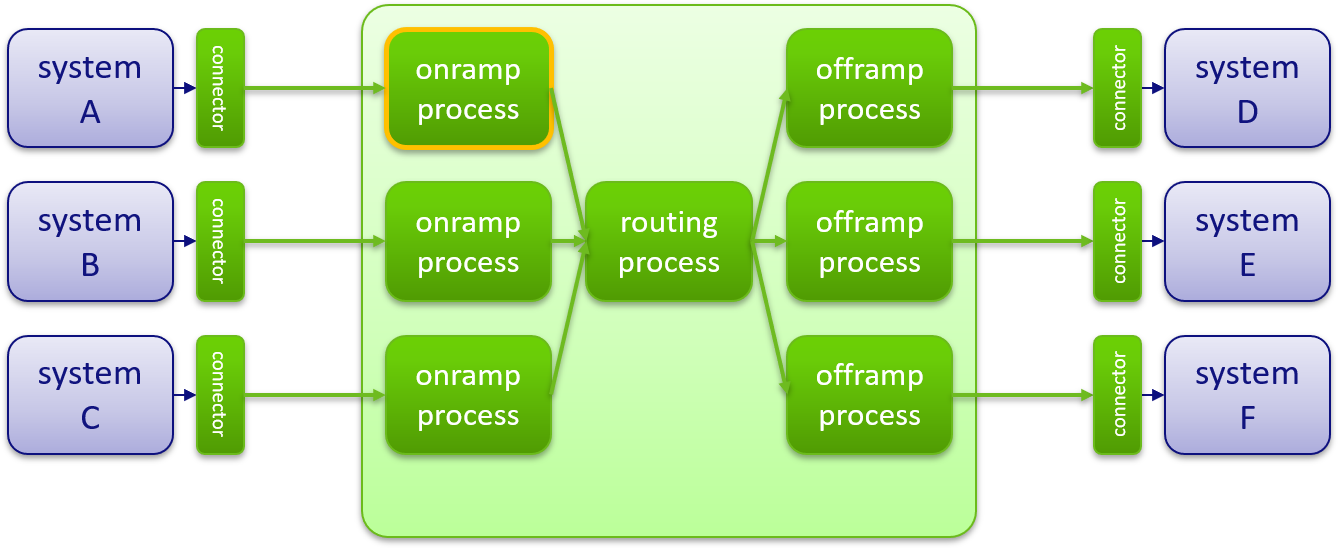 system
A
connector
onramp
process
offramp
process
connector
system
D
system
B
connector
onramp
process
routing
process
offramp
process
connector
system
E
system
C
connector
onramp
process
offramp
process
connector
system
F